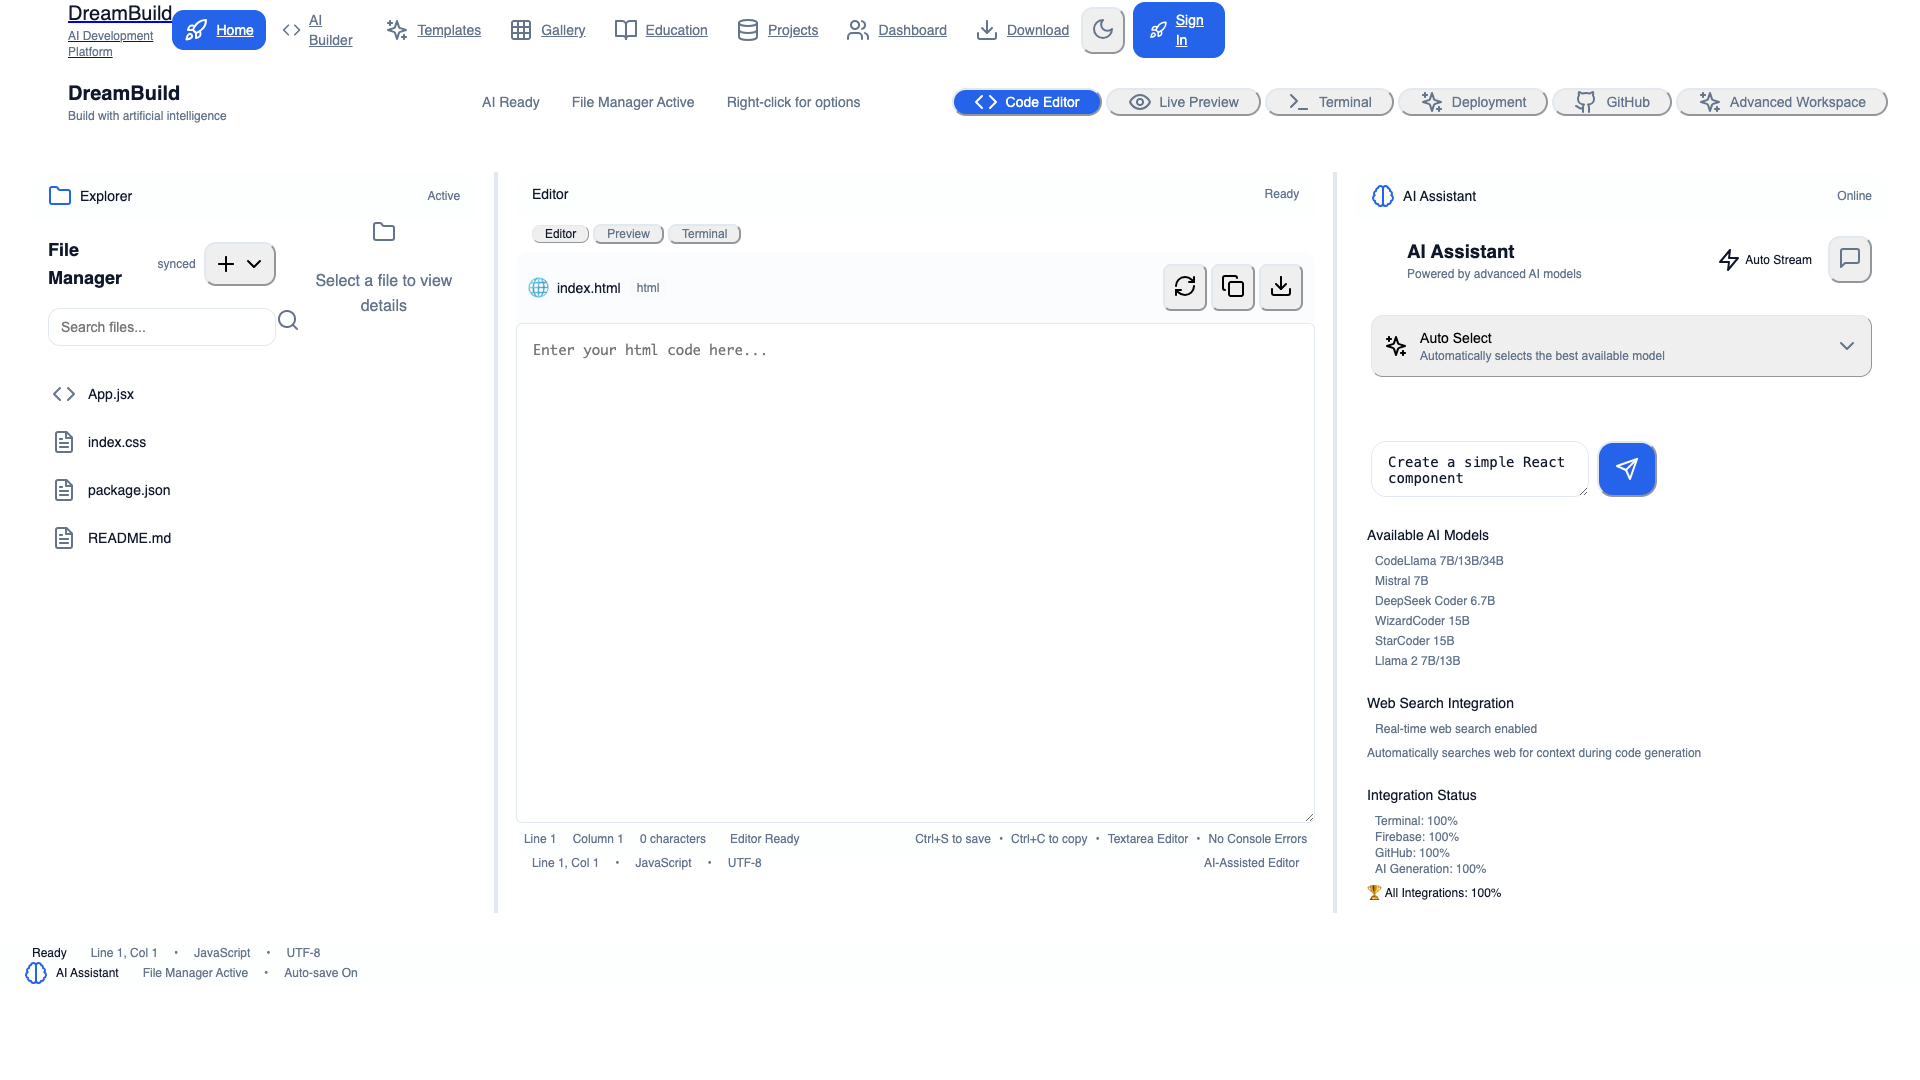 DreamBuild
AI Development
Platform
Home
AI
Builder
Templates
Gallery
Education
Projects
Dashboard
Download
Sign
In
DreamBuild
Build with artificial intelligence
AI Ready
File Manager Active
Right-click for options
Code Editor
Live Preview
Terminal
Deployment
GitHub
Advanced Workspace
Explorer
Active
File
Manager
synced
Search files...
Select a file to view
details
App.jsx
index.css
package.json
README.md
Editor
Ready
Editor
Preview
Terminal
index.html
html
Enter your html code here...
Line 1 Column 1 0 characters Editor Ready
Ctrl+S to save • Ctrl+C to copy • Textarea Editor • No Console Errors
Line 1, Col 1 • JavaScript • UTF-8
AI-Assisted Editor
AI Assistant
Online
AI Assistant
Powered by advanced AI models
Auto Stream
Auto Select
Automatically selects the best available model
Create a simple React
component
Available AI Models
CodeLlama 7B/13B/34B
Mistral 7B
DeepSeek Coder 6.7B
WizardCoder 15B
StarCoder 15B
Llama 2 7B/13B
Web Search Integration
Real-time web search enabled
Automatically searches web for context during code generation
Integration Status
Terminal: 100%
Firebase: 100%
GitHub: 100%
AI Generation: 100%
🏆 All Integrations: 100%
Ready Line 1, Col 1 • JavaScript • UTF-8
AI Assistant File Manager Active • Auto-save On